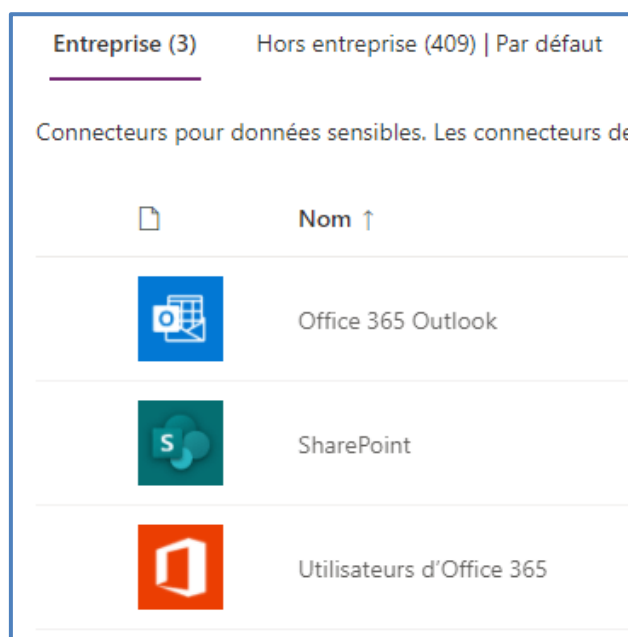 Entreprise (3) Hors entreprise (409) | Par défaut
Connecteurs pour données sensibles. Les connecteurs de
Nom ↑
Office 365 Outlook
SharePoint
Utilisateurs d’Office 365